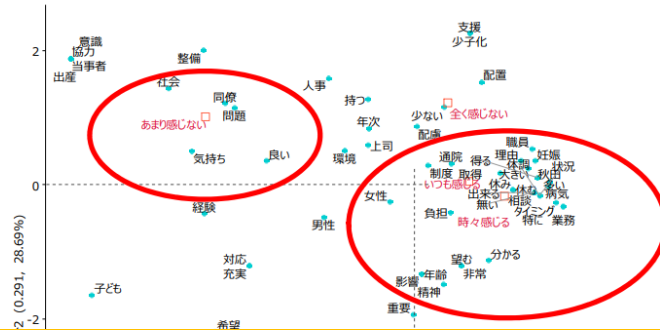 支援
少子化
意識
協力
当事者
出産
整備
2
配置
人事
社会
同僚
問題
持つ
少ない
全く感じない
あまり感じない
年次
配慮
上司
職員
気持ち
良い
環境
通院
得る
理由
体調
妊娠
状況
制度
取得
大きい
秋田
0
いつも感じる
休み
休む
多い
出来る
相談
病気
女性
無い
タイミング
経験
負担
時々感じる
特に
業務
男性
対応
充実
望む
分かる
影響
年齢
非常
子ども
精神
重要
-2
希望
2 (0.291, 28.69%)